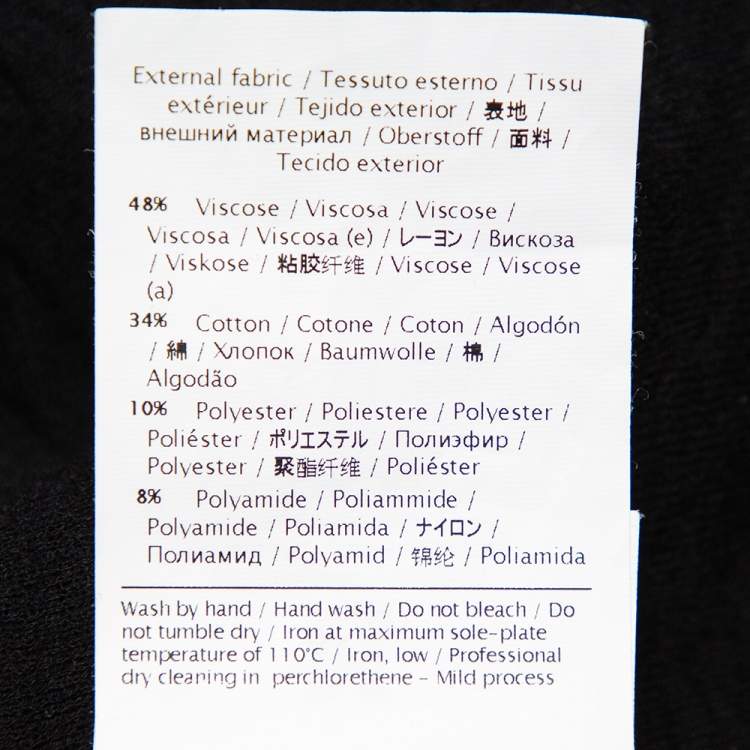 External fabric / Tessuto esterno / Tissu
extérieur / Tejido exterior / 表地 /
внешний материал / Oberstoff / 面料 /
Tecido exterior
48% Viscose / Viscosa / Viscose /
Viscosa / Viscosa (e) / レーヨン / Вискоза
/ Viskose / 粘胶纤维 / Viscose / Viscose
(a)
34% Cotton / Cotone / Coton / Algodón
/ 綿 / Хлопок / Baumwolle / 棉 /
Algodão
10% Polyester / Poliestere / Polyester /
Poliéster / ポリエステル / Полиэфир /
Polyester / 聚酯纤维 / Poliéster
8% Polyamide / Poliammide /
Polyamide / Poliamida / ナイロン /
Полиамид / Polyamid / 锦纶 / Poliamida
Wash by hand / Hand wash / Do not bleach / Do
not tumble dry / Iron at maximum sole-plate
temperature of 110°C / Iron, low / Professional
dry cleaning in perchlorethene - Mild process